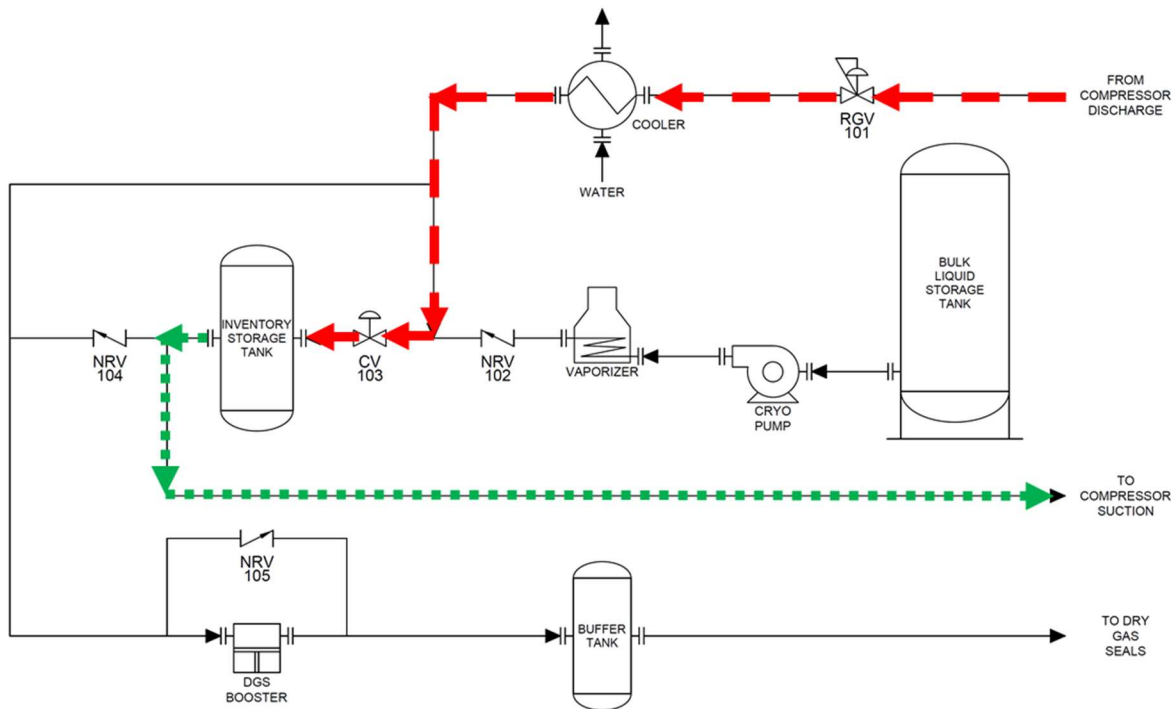 FROM
COMPRESSOR
DISCHARGE
RGV
101
COOLER
WATER
BULK
LIQUID
STORAGE
TANK
INVENTORY
STORAGE
TANK
NRV
104
CV
103
NRV
102
VAPORIZER
CRYO
PUMP
TO
COMPRESSOR
SUCTION
NRV
105
BUFFER
TANK
TO DRY
GAS
SEALS
DGS
BOOSTER